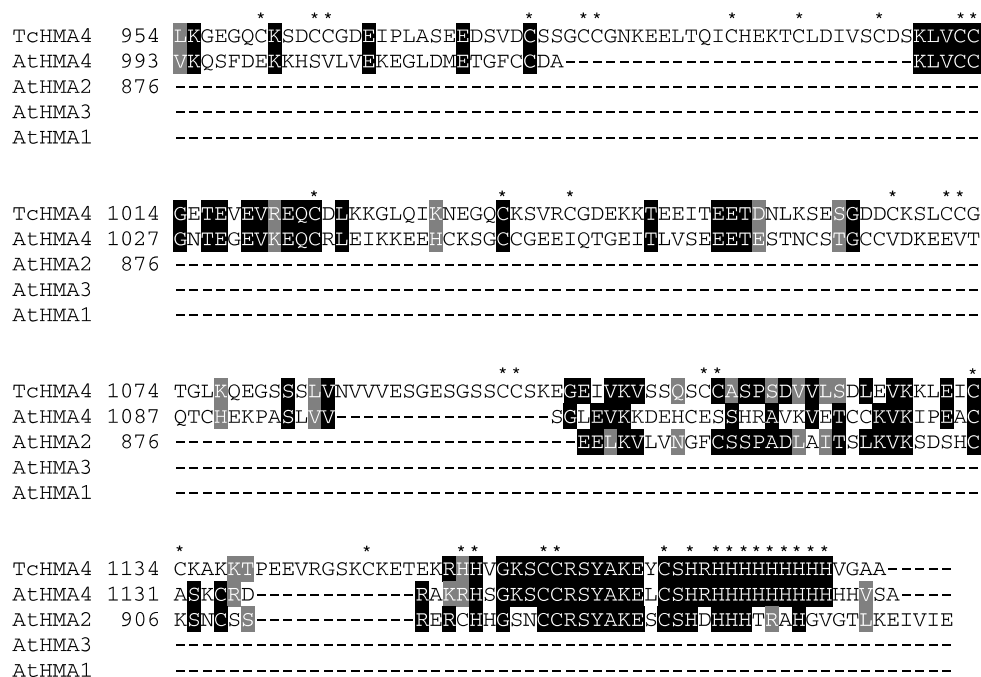 * ** * ** * * * **
TcHMA4 954 LKGEGQCKSDCCGDEIPLASEEDSVDCSSGCCGNKEELTQICHEKTCLDIVSCDSKLVCC
AtHMA4 993 VKQSFDEKKHSVLVEKEGLDMETGFCCDA--------------------------KLVCC
AtHMA2 876 ------------------------------------------------------------
AtHMA3 ------------------------------------------------------------
AtHMA1 ------------------------------------------------------------
* * * * **
TcHMA4 1014 GETEVEVREQCDLKKGLQIKNEGQCKSVRCGDEKKTEEITEETDNLKSESGDDCKSLCCG
AtHMA4 1027 GNTEGEVKEQCRLEIKKEEHCKSGCCGEEIQTGEITLVSEEETESTNCSTGCCVDKEEVT
AtHMA2 876 ------------------------------------------------------------
AtHMA3 ------------------------------------------------------------
AtHMA1 ------------------------------------------------------------
** ** *
TcHMA4 1074 TGLKQEGSSSLVNVVVESGESGSSCCSKEGEIVKVSSQSCCASPSDVVLSDLEVKKLEIC
AtHMA4 1087 QTCHEKPASLVV----------------SGLEVKKDEHCESSHRAVKVETCCKVKIPEAC
AtHMA2 876 ------------------------------EELKVLVNGFCSSPADLAITSLKVKSDSHC
AtHMA3 ------------------------------------------------------------
AtHMA1 ------------------------------------------------------------
* * ** ** * * *********
TcHMA4 1134 CKAKKTPEEVRGSKCKETEKRHHVGKSCCRSYAKEYCSHRHHHHHHHHHVGAA-----
AtHMA4 1131 ASKCRD------------RAKRHSGKSCCRSYAKELCSHRHHHHHHHHHHHVSA----
AtHMA2 906 KSNCSS------------RERCHHGSNCCRSYAKESCSHDHHHTRAHGVGTLKEIVIE
AtHMA3 ----------------------------------------------------------
AtHMA1 ----------------------------------------------------------